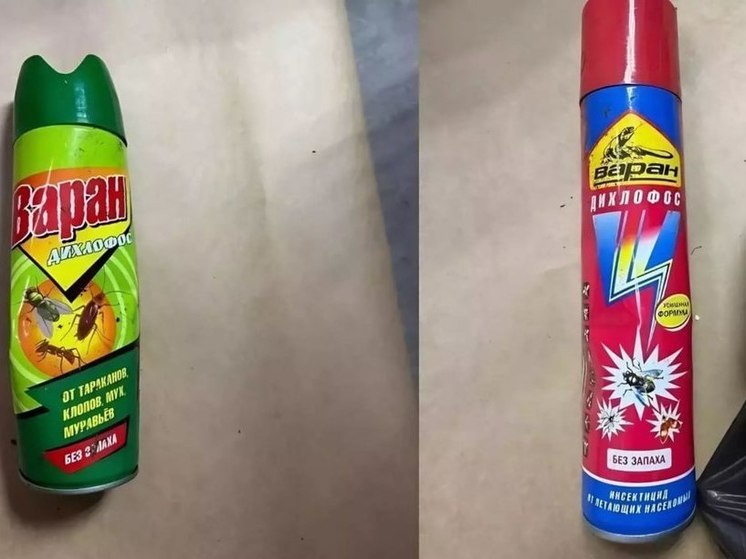 Варан
ДИХЛОФОС
ОТ ТАРАКАНОВ,
КЛОПОВ, МУХ,
МУРАВЬЁВ
БЕЗ ЗАПАХА
Варан
ДИХЛОФОС
УСИЛЕННАЯ
ФОРМУЛА
БЕЗ ЗАПАХА
ИНСЕКТИЦИД
ОТ ЛЕТАЮЩИХ НАСЕКОМЫХ